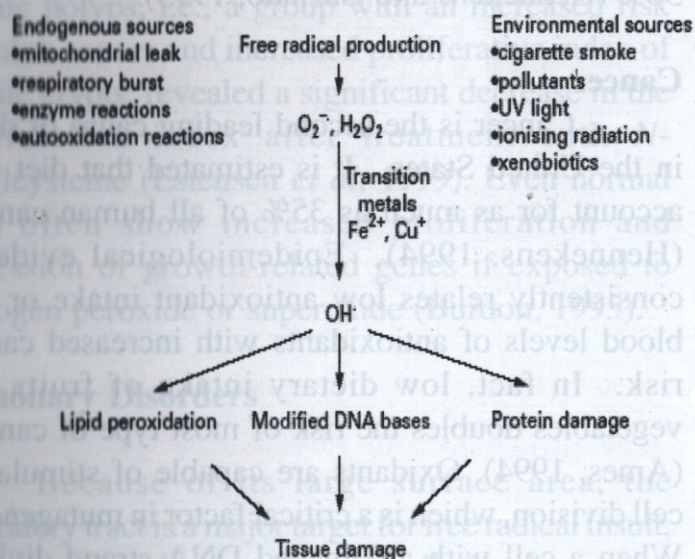 Endogenous sources
•mitochondrial leak
•respiratory burst
•enzyme reactions
•autooxidation reactions
Free radical production
Environmental sources
•cigarette smoke
•pollutants
•UV light
•ionising radiation
•xenobiotics
O₂⁻ H₂O₂
Transition
metals
Fe²⁺, Cu⁺
OH·
Lipid peroxidation
Modified DNA bases
Protein damage
Tissue damage